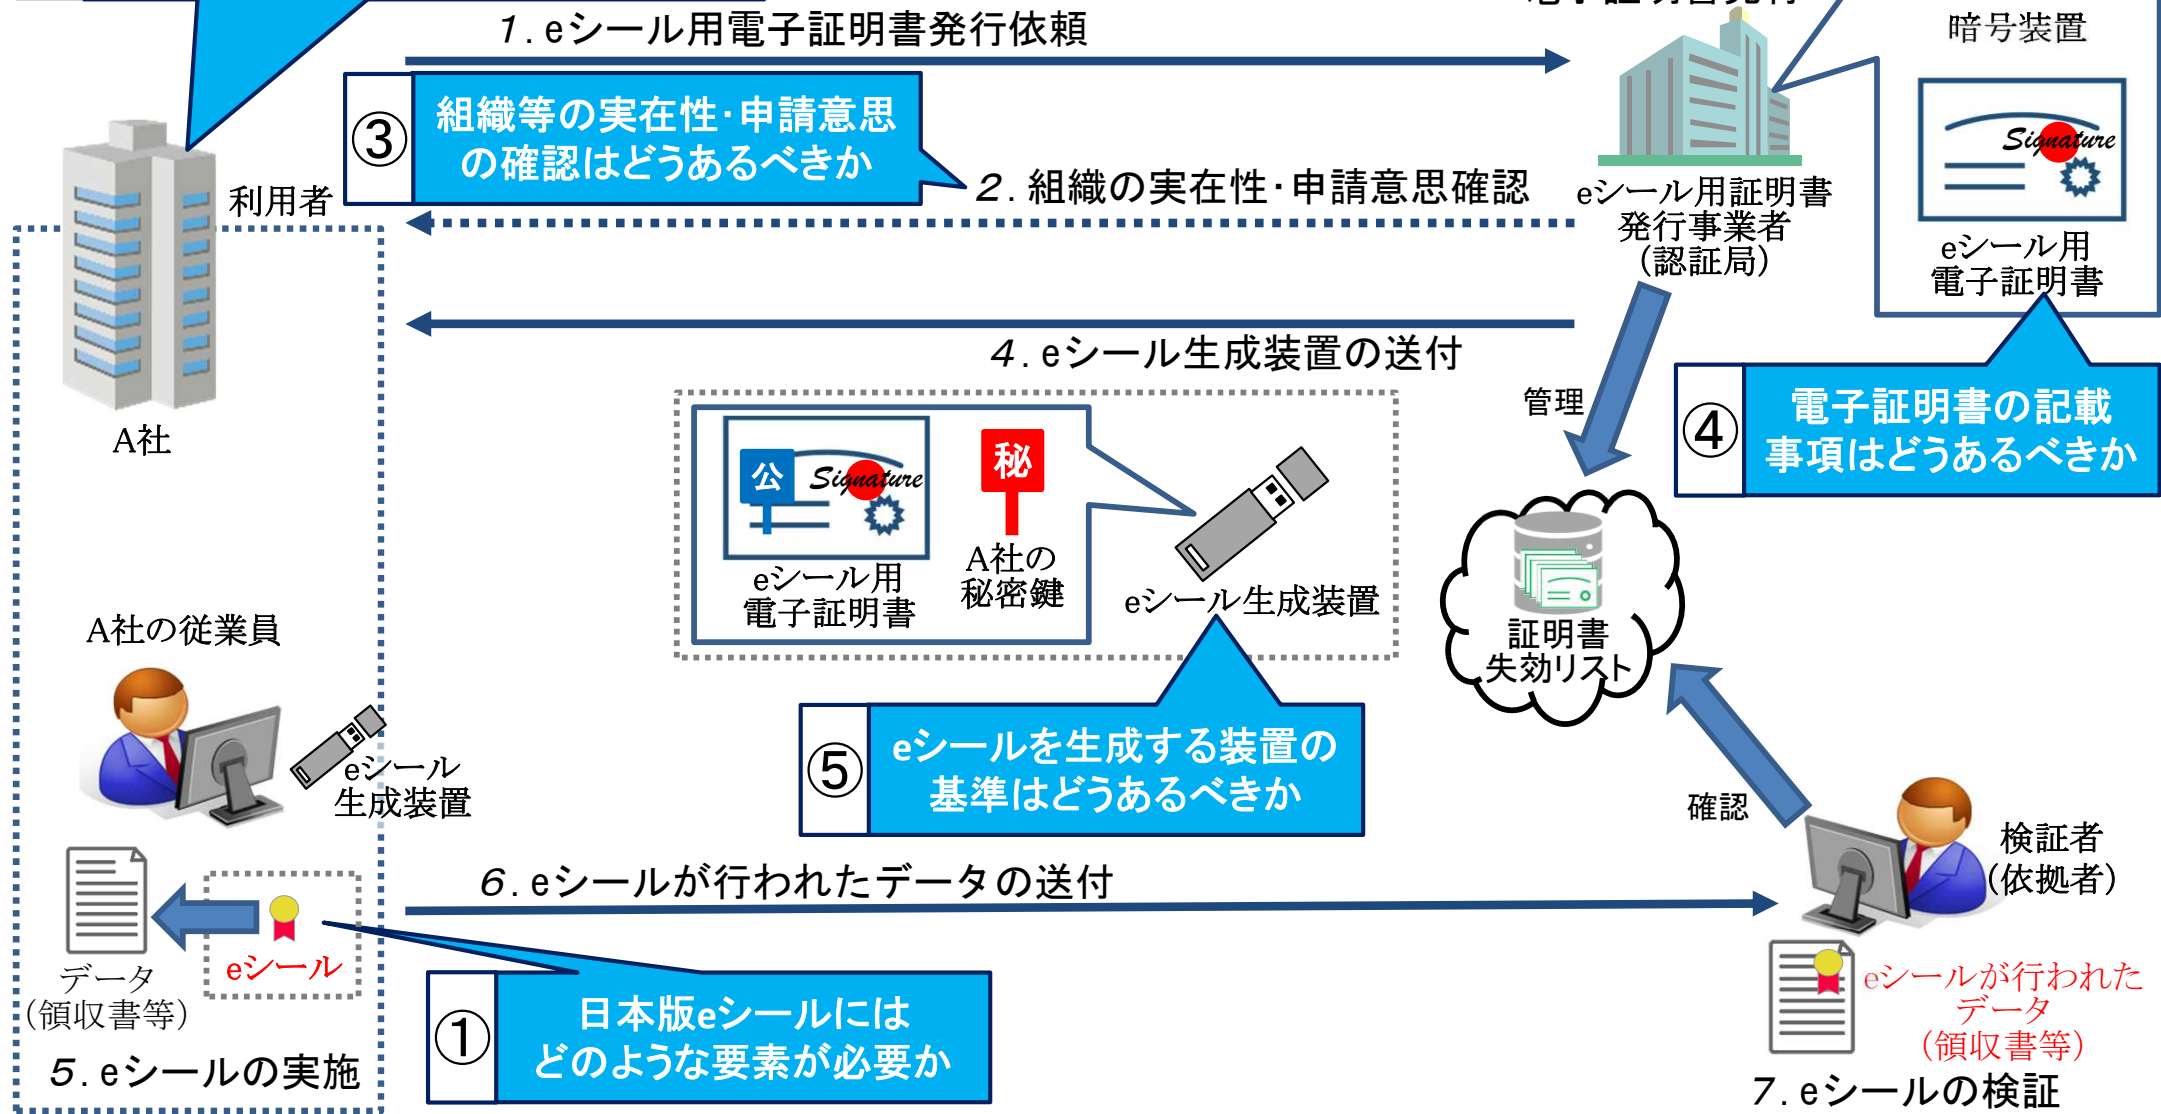 1.eシール用電子証明書発行依頼
暗号装置
③
組織等の実在性・申請意思
の確認はどうあるべきか
Signature
利用者
2.組織の実在性・申請意思確認
eシール用証明書
発行事業者
（認証局）
eシール用
電子証明書
4.eシール生成装置の送付
管理
④
電子証明書の記載
事項はどうあるべきか
A社
公
Signature
秘
eシール用
電子証明書
A社の
秘密鍵
eシール生成装置
証明書
失効リスト
A社の従業員
eシール
生成装置
⑤
eシールを生成する装置の
基準はどうあるべきか
確認
検証者
（依拠者）
6.eシールが行われたデータの送付
データ
（領収書等）
eシール
①
日本版eシールには
どのような要素が必要か
eシールが行われた
データ
（領収書等）
5.eシールの実施
7.eシールの検証